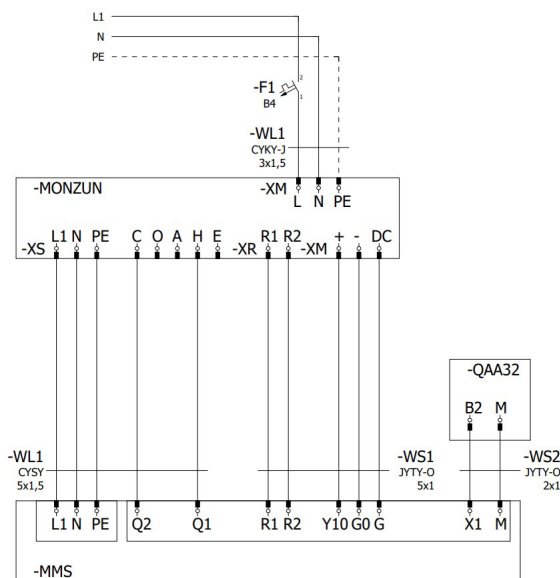 L1
N
PE
-F1
B4
2
1
-WL1
CYKY-J
3x1,5
-MONZUN
-XM
L N PE
-XS
L1 N PE C O A H E
-XR
R1 R2
-XM
+ - DC
-QAA32
B2 M
-WL1
CYSY
5x1,5
-WS1
JYTY-O
5x1
-WS2
JYTY-O
2x1
L1 N PE Q2 Q1 R1 R2 Y10 G0 G X1 M
-MMS